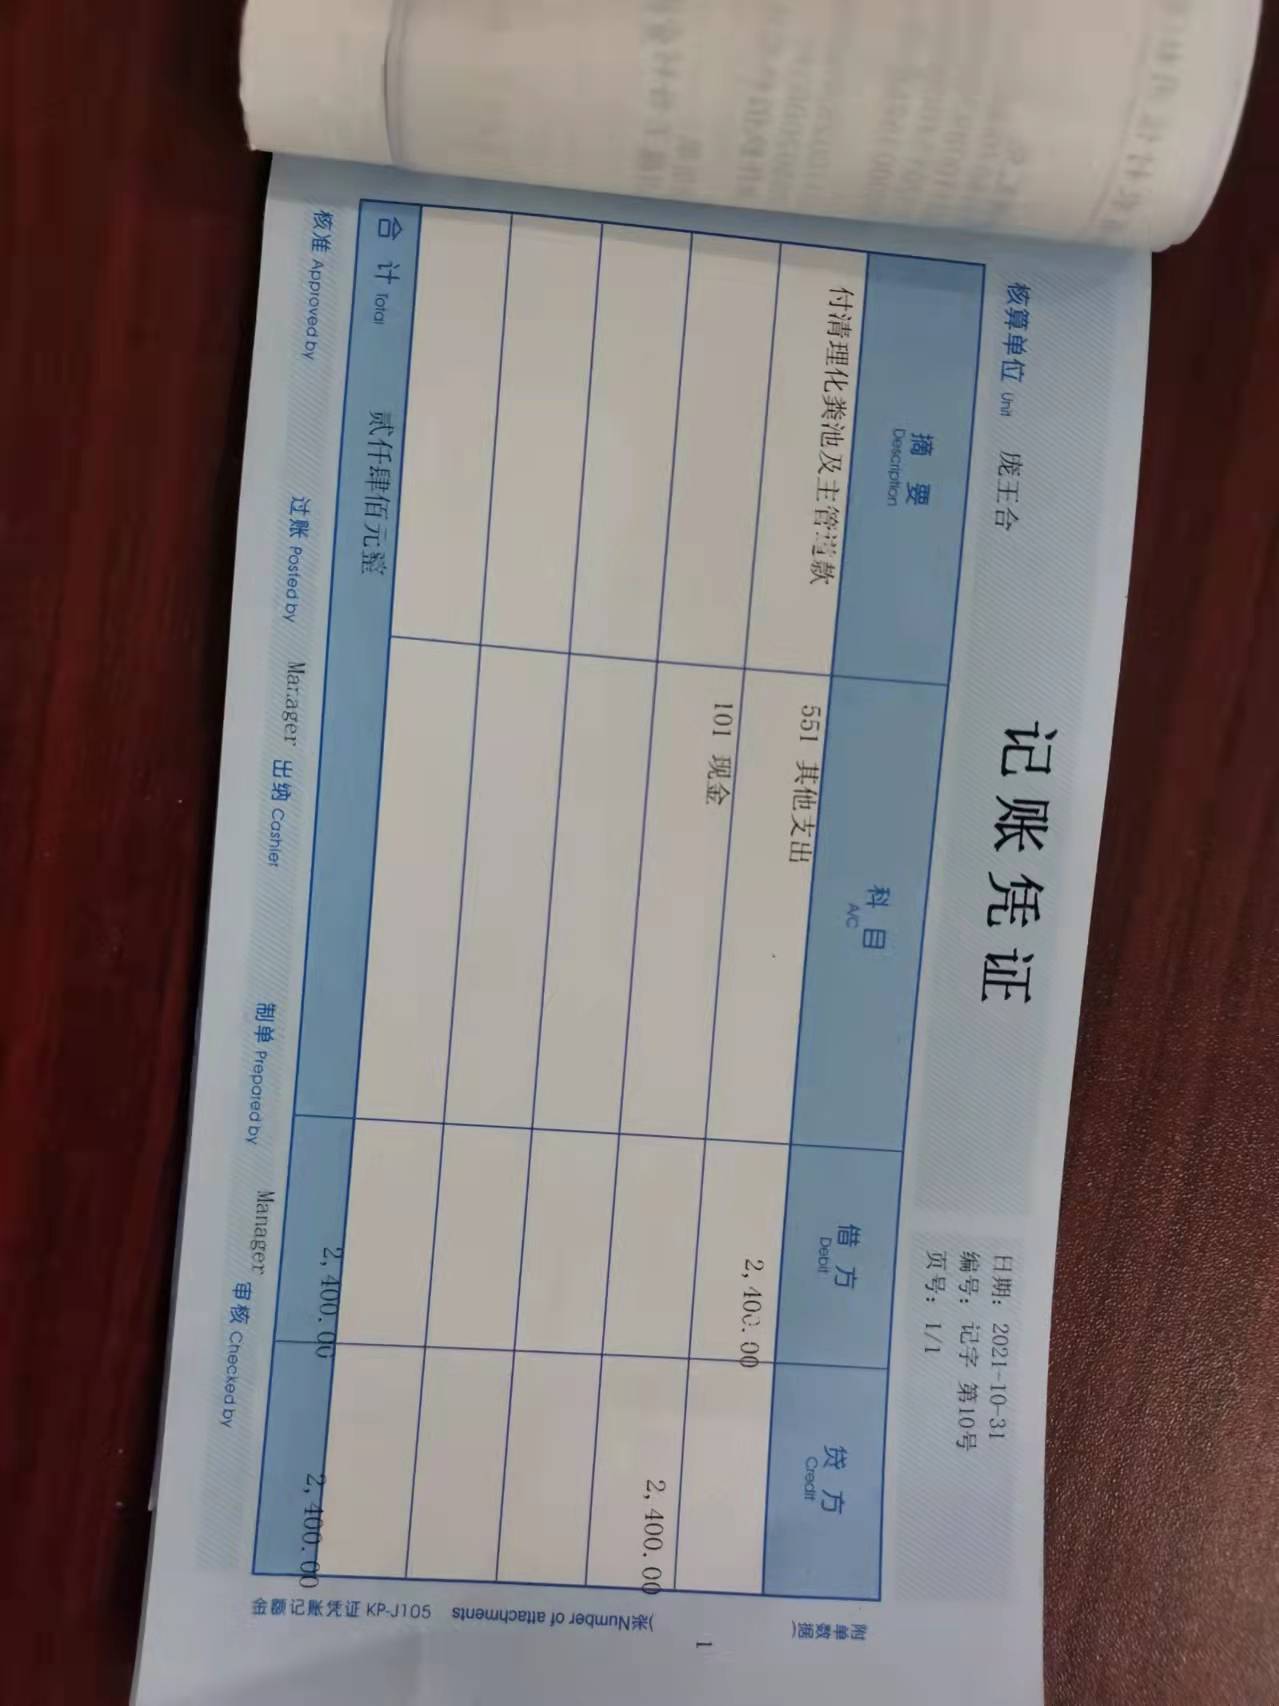 记账凭证
日期：2021-10-31
编号：记字 第10号
页号：1/1
核算单位 Unit 庞王合
摘要 Description 科目 A/C 借方 Debit 贷方 Credit
付清理化粪池及主管道款 551 其他支出 2,400.00
101 现金 2,400.00
合计 Total 贰仟肆佰元整 2,400.00 2,400.00
核准 Approved by 过账 Posted by Manager 出纳 Cashier 制单 Prepared by Manager 审核 Checked by
附单数据( 1 张)Number of attachments
金额记账凭证 KP-J105